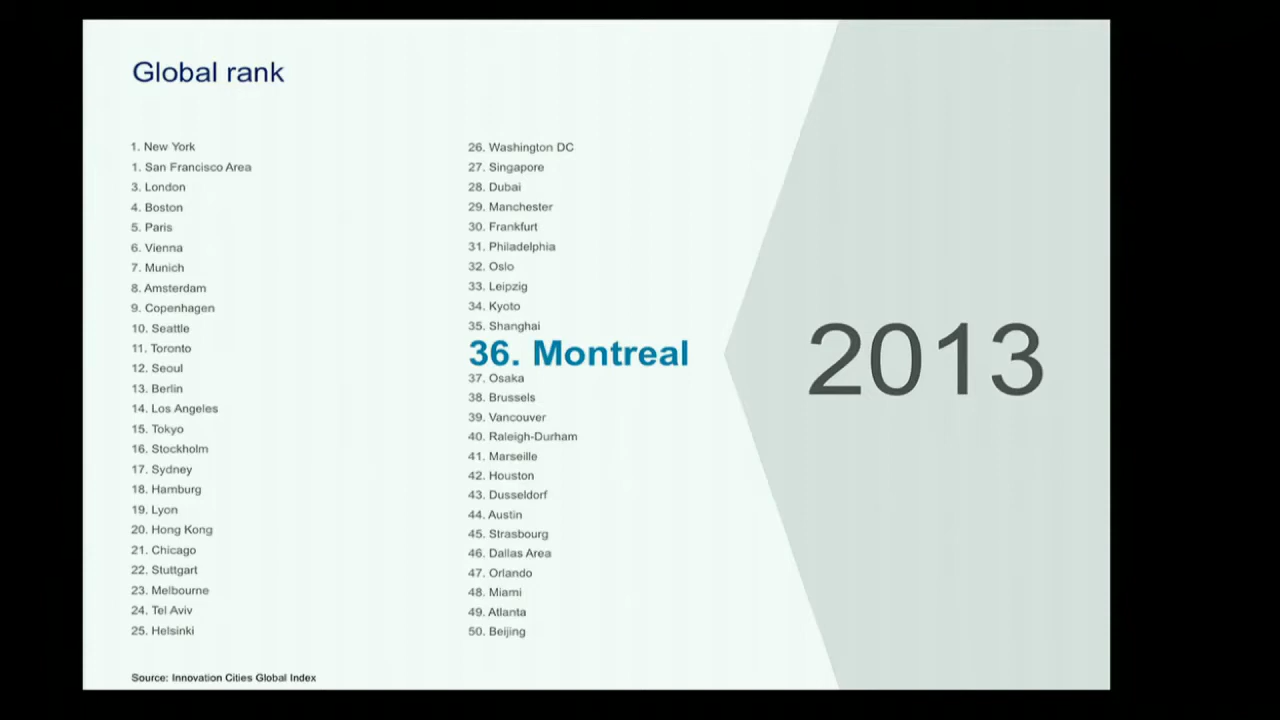 Global rank
1. New York
1. San Francisco Area
3. London
4. Boston
5. Paris
6. Vienna
7. Munich
8. Amsterdam
9. Copenhagen
10. Seattle
11. Toronto
12. Seoul
13. Berlin
14. Los Angeles
15. Tokyo
16. Stockholm
17. Sydney
18. Hamburg
19. Lyon
20. Hong Kong
21. Chicago
22. Stuttgart
23. Melbourne
24. Tel Aviv
25. Helsinki
26. Washington DC
27. Singapore
28. Dubai
29. Manchester
30. Frankfurt
31. Philadelphia
32. Oslo
33. Leipzig
34. Kyoto
35. Shanghai
36. Montreal
37. Osaka
38. Brussels
39. Vancouver
40. Raleigh-Durham
41. Marseille
42. Houston
43. Dusseldorf
44. Austin
45. Strasbourg
46. Dallas Area
47. Orlando
48. Miami
49. Atlanta
50. Beijing
2013
Source: Innovation Cities Global Index